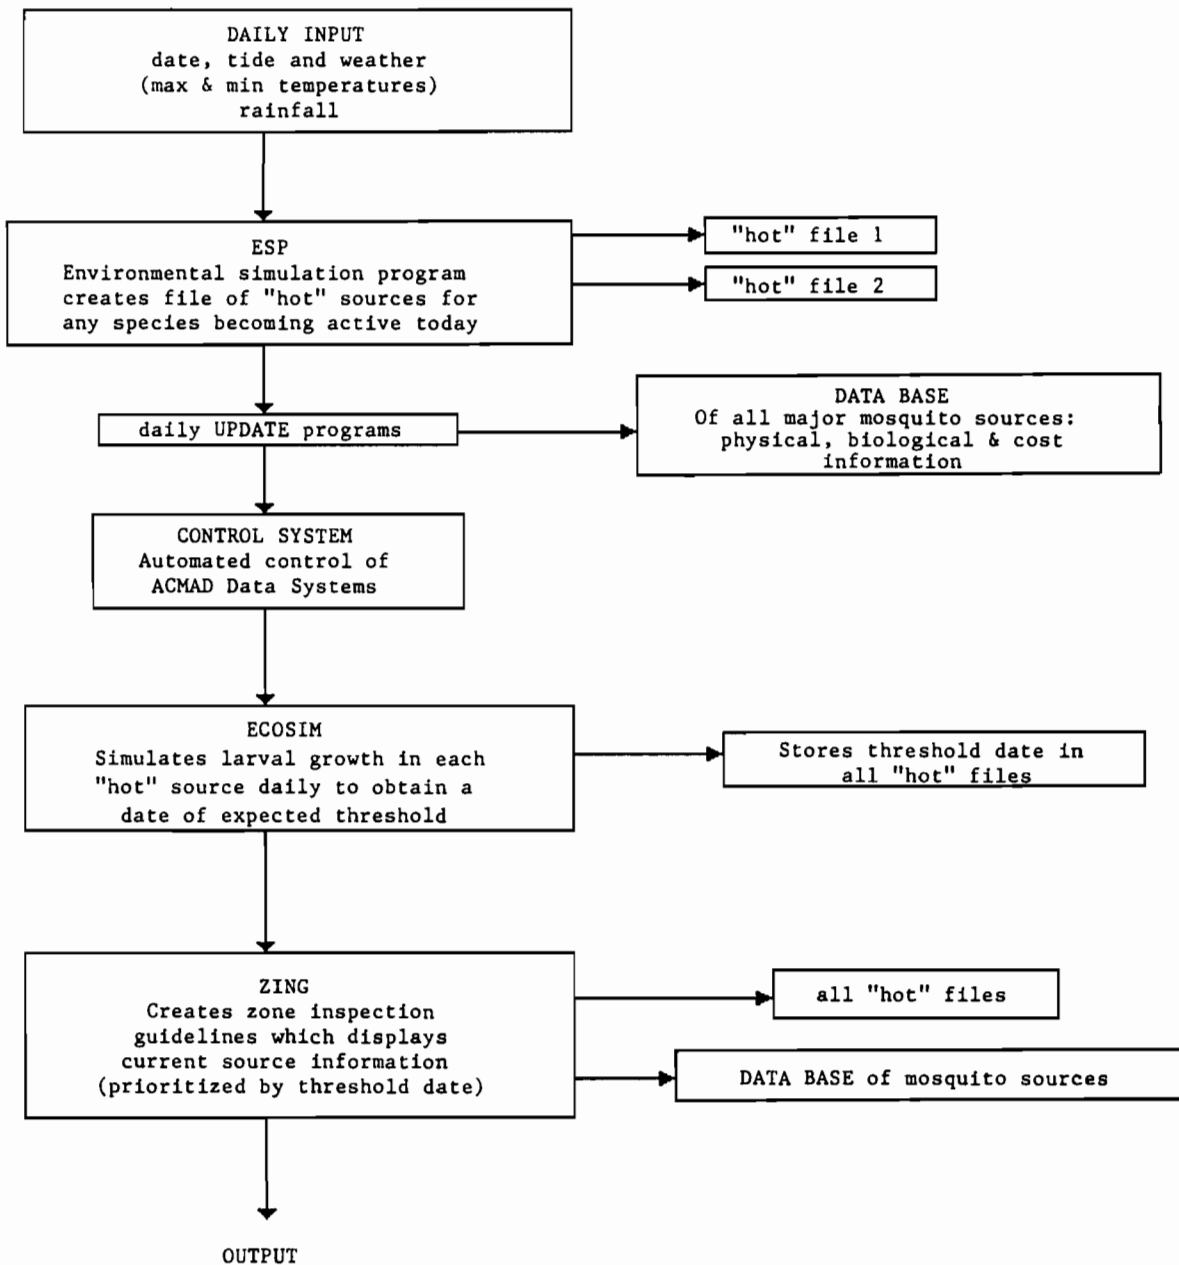 DAILY INPUT
date, tide and weather
(max & min temperatures)
rainfall
ESP
Environmental simulation program
creates file of "hot" sources for
any species becoming active today
"hot" file 1
"hot" file 2
daily UPDATE programs
DATA BASE
Of all major mosquito sources:
physical, biological & cost
information
CONTROL SYSTEM
Automated control of
ACMAD Data Systems
ECOSIM
Simulates larval growth in each
"hot" source daily to obtain a
date of expected threshold
Stores threshold date in
all "hot" files
ZING
Creates zone inspection
guidelines which displays
current source information
(prioritized by threshold date)
all "hot" files
DATA BASE of mosquito sources
OUTPUT